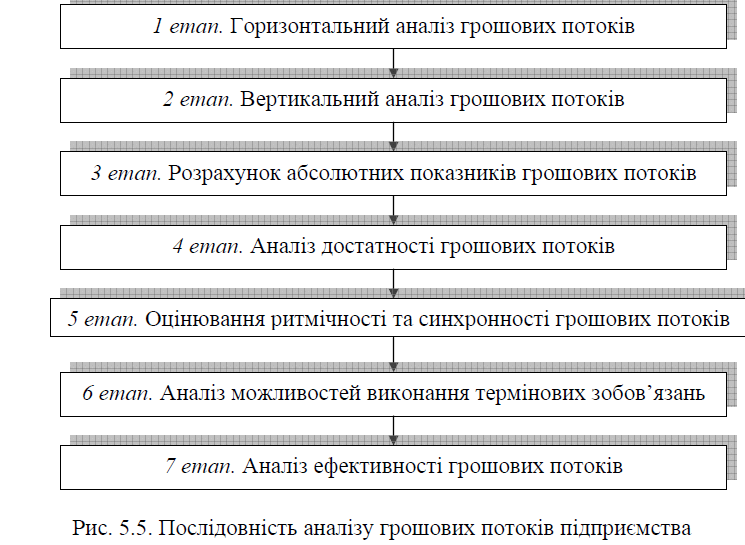 1 етап. Горизонтальний аналіз грошових потоків
2 етап. Вертикальний аналіз грошових потоків
3 етап. Розрахунок абсолютних показників грошових потоків
4 етап. Аналіз достатності грошових потоків
5 етап. Оцінювання ритмічності та синхронності грошових потоків
6 етап. Аналіз можливостей виконання термінових зобов’язань
7 етап. Аналіз ефективності грошових потоків
Рис. 5.5. Послідовність аналізу грошових потоків підприємства